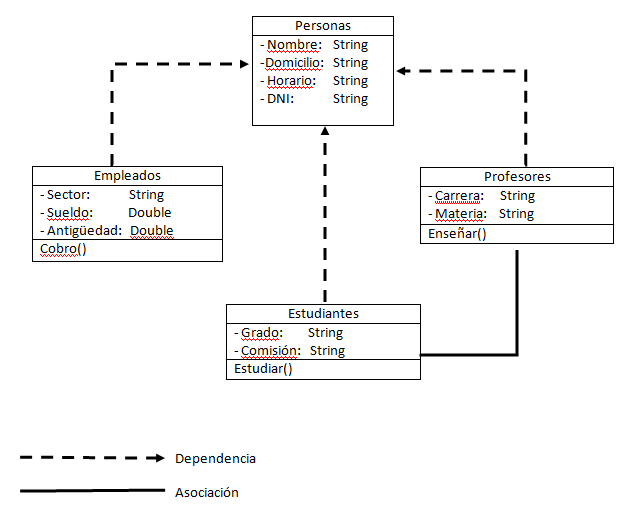 Personas
- Nombre: String
-Domicilio: String
- Horario: String
- DNI: String
Empleados
- Sector: String
- Sueldo: Double
- Antigüedad: Double
Cobro()
Profesores
- Carrera: String
- Materia: String
Enseñar()
Estudiantes
- Grado: String
- Comisión: String
Estudiar()
Dependencia
Asociación